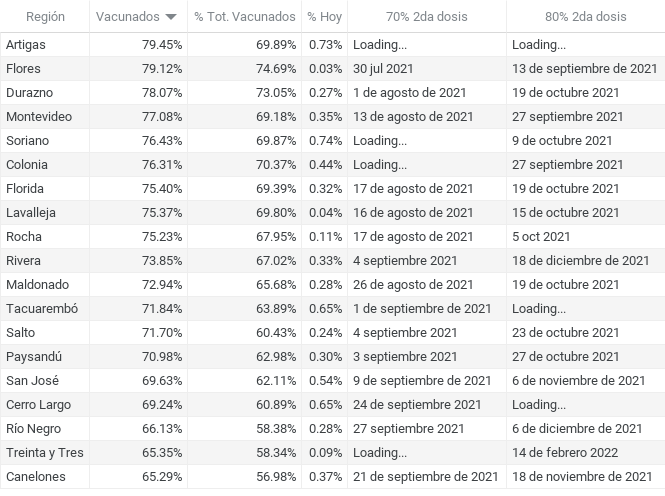 Región Vacunados % Tot. Vacunados % Hoy 70% 2da dosis 80% 2da dosis
Artigas 79.45% 69.89% 0.73% Loading... Loading...
Flores 79.12% 74.69% 0.03% 30 jul 2021 13 de septiembre de 2021
Durazno 78.07% 73.05% 0.27% 1 de agosto de 2021 19 de octubre 2021
Montevideo 77.08% 69.18% 0.35% 13 de agosto de 2021 27 septiembre 2021
Soriano 76.43% 69.87% 0.74% Loading... 9 de octubre 2021
Colonia 76.31% 70.37% 0.44% Loading... 27 septiembre 2021
Florida 75.40% 69.39% 0.32% 17 de agosto de 2021 19 de octubre 2021
Lavalleja 75.37% 69.80% 0.04% 16 de agosto de 2021 15 de octubre 2021
Rocha 75.23% 67.95% 0.11% 17 de agosto de 2021 5 oct 2021
Rivera 73.85% 67.02% 0.33% 4 septiembre 2021 18 de diciembre de 2021
Maldonado 72.94% 65.68% 0.28% 26 de agosto de 2021 19 de octubre 2021
Tacuarembó 71.84% 63.89% 0.65% 1 de septiembre de 2021 Loading...
Salto 71.70% 60.43% 0.24% 4 septiembre 2021 23 de octubre 2021
Paysandú 70.98% 62.98% 0.30% 3 septiembre 2021 27 de octubre 2021
San José 69.63% 62.11% 0.54% 9 de septiembre de 2021 6 de noviembre de 2021
Cerro Largo 69.24% 60.89% 0.65% 24 de septiembre de 2021 Loading...
Río Negro 66.13% 58.38% 0.28% 27 septiembre 2021 6 de diciembre de 2021
Treinta y Tres 65.35% 58.34% 0.09% Loading... 14 de febrero 2022
Canelones 65.29% 56.98% 0.37% 21 de septiembre de 2021 18 de noviembre de 2021